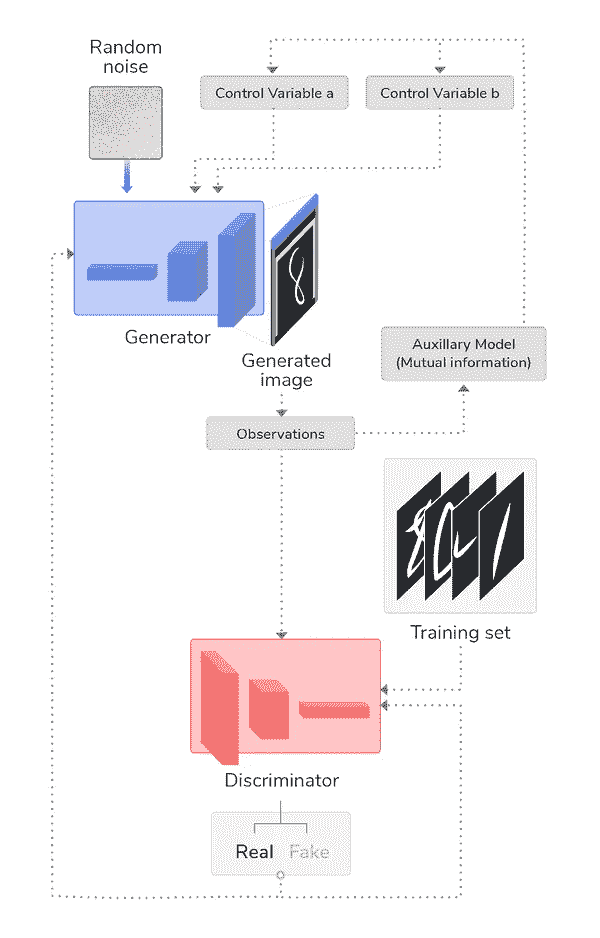 Random
noise
Control Variable a
Control Variable b
Generator
Generated
image
Auxillary Model
(Mutual information)
Observations
Training set
Discriminator
Real Fake